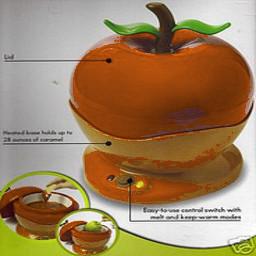 Lid
Heated base holds up to
28 ounces of caramel
Easy-to-use control switch with
melt and keep-warm modes